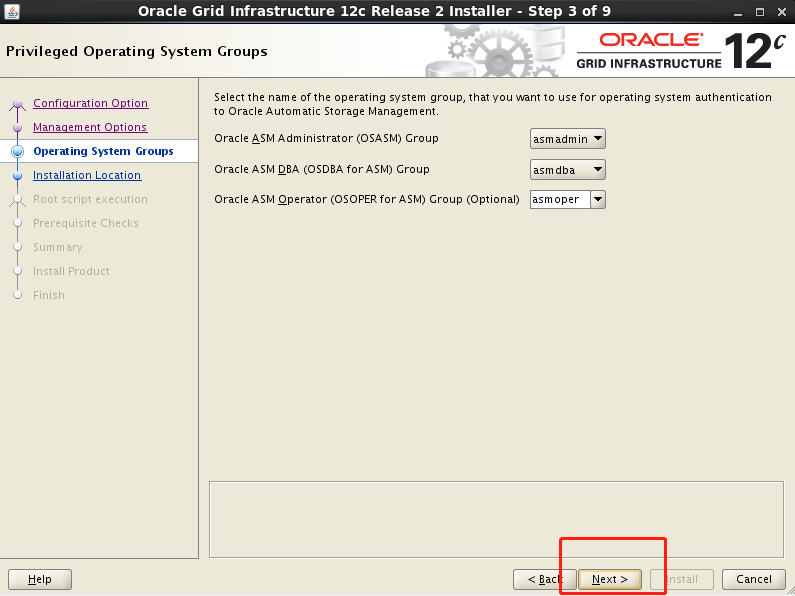 Oracle Grid Infrastructure 12c Release 2 Installer - Step 3 of 9
Privileged Operating System Groups
ORACLE
GRID INFRASTRUCTURE 12c
Configuration Option
Management Options
Operating System Groups
Installation Location
Root script execution
Prerequisite Checks
Summary
Install Product
Finish
Select the name of the operating system group, that you want to use for operating system authentication
to Oracle Automatic Storage Management.
Oracle ASM Administrator (OSASM) Group asmadmin
Oracle ASM DBA (OSDBA for ASM) Group asmdba
Oracle ASM Operator (OSOPER for ASM) Group (Optional) asmoper
Help < Back Next > Install Cancel